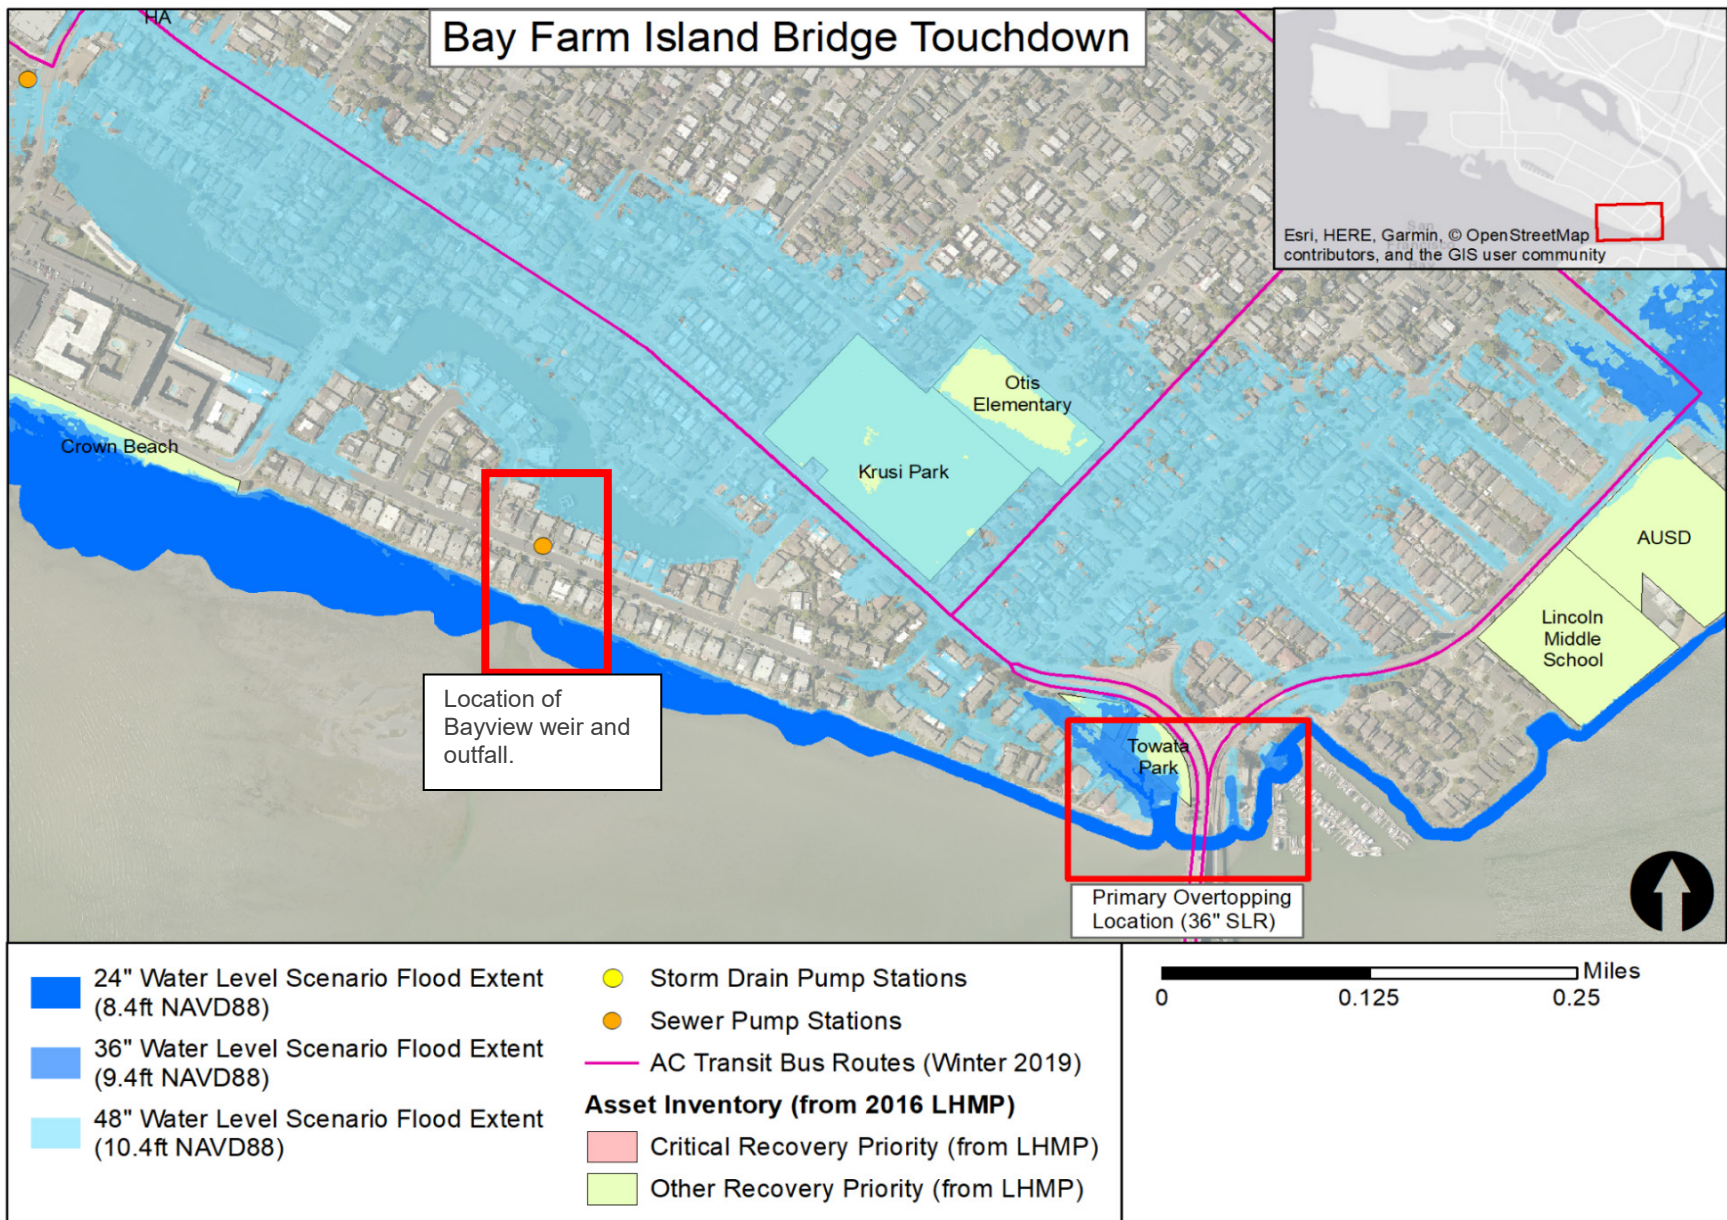 Bay Farm Island Bridge Touchdown
HA
Esri, HERE, Garmin, © OpenStreetMap
contributors, and the GIS user community
Otis
Elementary
Crown Beach
Krusi Park
AUSD
Lincoln
Middle
School
Location of
Bayview weir and
outfall.
Towata
Park
Primary Overtopping
Location (36" SLR)
24" Water Level Scenario Flood Extent
(8.4ft NAVD88)
36" Water Level Scenario Flood Extent
(9.4ft NAVD88)
48" Water Level Scenario Flood Extent
(10.4ft NAVD88)
Storm Drain Pump Stations
Sewer Pump Stations
AC Transit Bus Routes (Winter 2019)
Asset Inventory (from 2016 LHMP)
Critical Recovery Priority (from LHMP)
Other Recovery Priority (from LHMP)
Miles
0 0.125 0.25